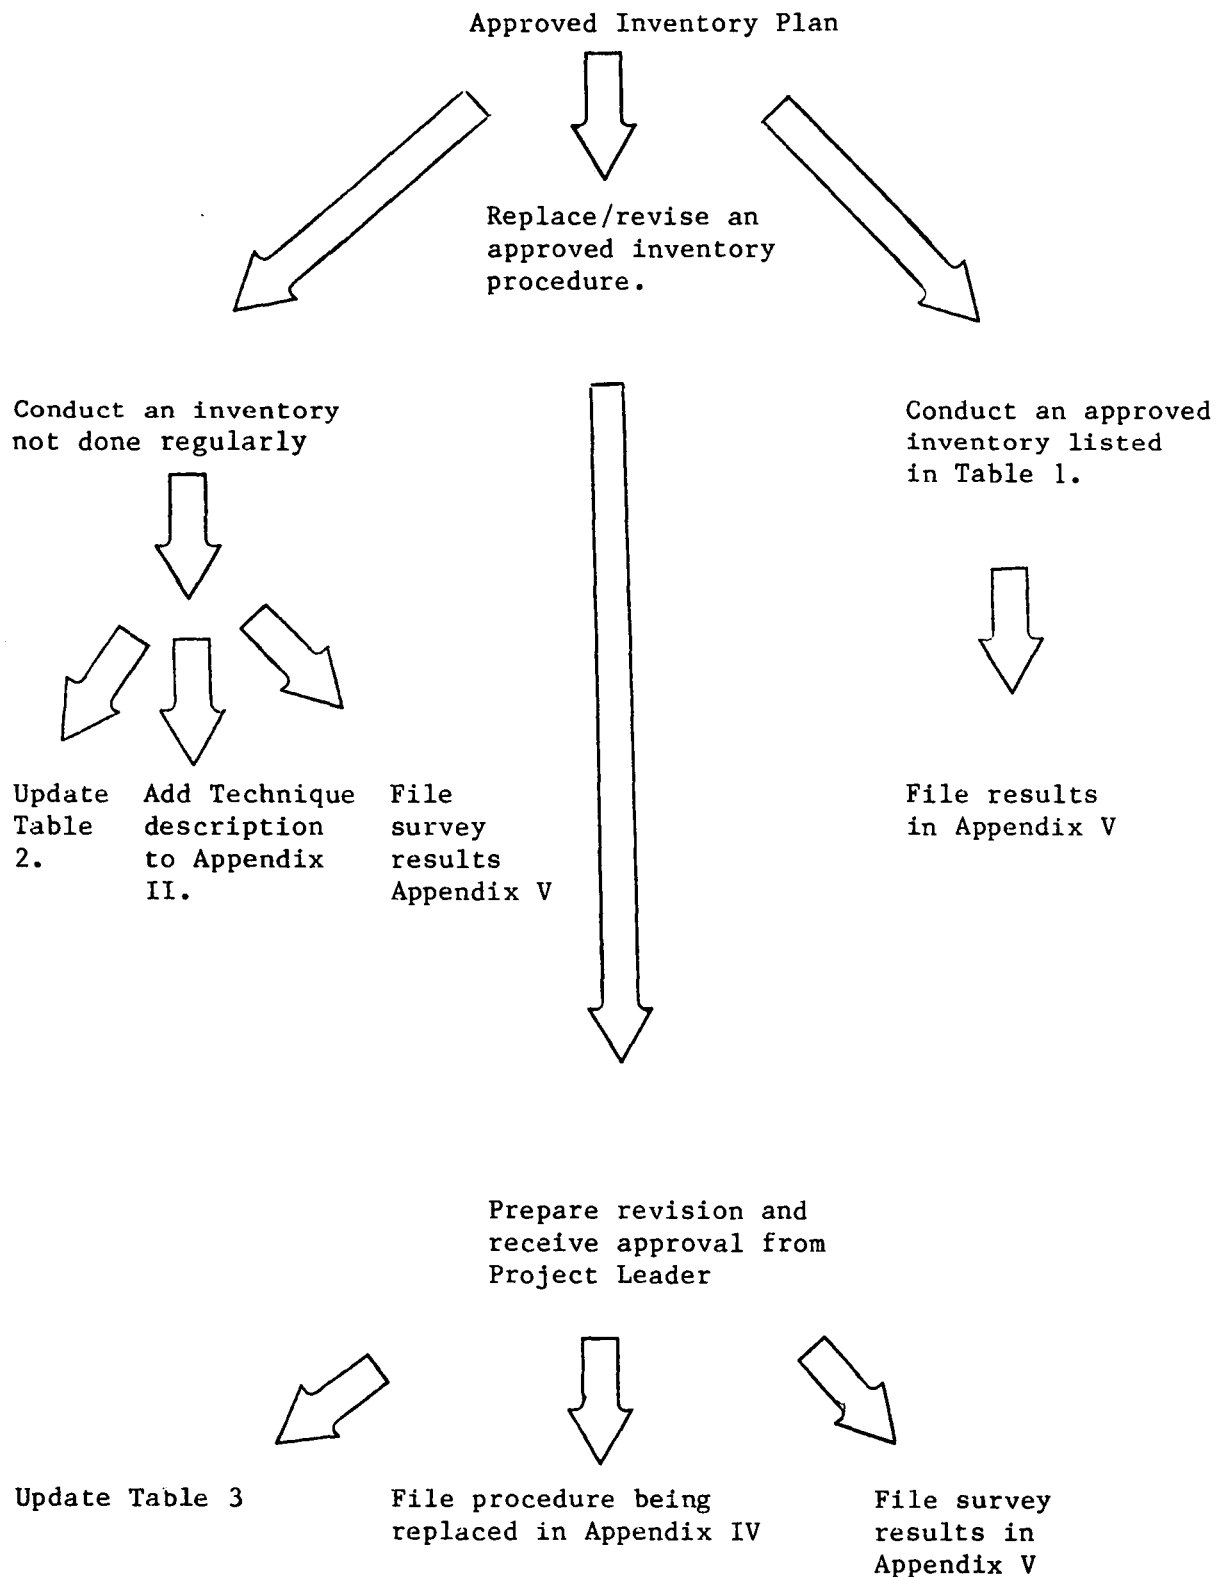 Approved Inventory Plan
Replace/revise an
approved inventory
procedure.
Conduct an inventory
not done regularly
Conduct an approved
inventory listed
in Table 1.
Update
Table
2.
Add Technique
description
to Appendix
II.
File
survey
results
Appendix V
File results
in Appendix V
Prepare revision and
receive approval from
Project Leader
Update Table 3
File procedure being
replaced in Appendix IV
File survey
results in
Appendix V